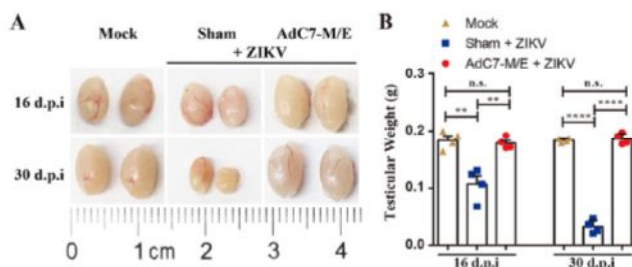 A
Mock
Sham
AdC7-M/E
+ ZIKV
16 d.p.i
30 d.p.i
0 1 cm 2 3 4
B
Mock
Sham + ZIKV
AdC7-M/E + ZIKV
Testicular Weight (g)
0.3
0.2
0.1
0.0
n.s.
n.s.
** **
**** ****
16 d.p.i
30 d.p.i